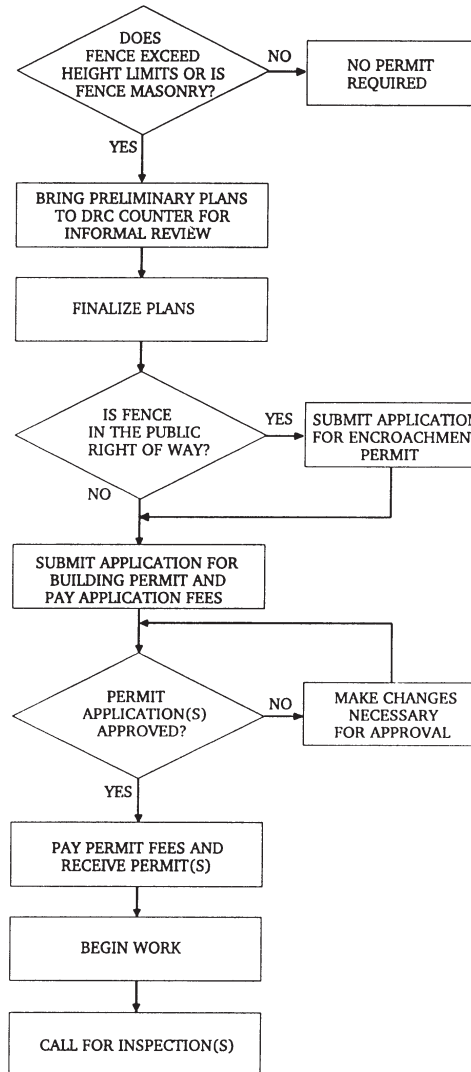 DOES
FENCE EXCEED
HEIGHT LIMITS OR IS
FENCE MASONRY?
NO
NO PERMIT
REQUIRED
YES
BRING PRELIMINARY PLANS
TO DRC COUNTER FOR
INFORMAL REVIEW
FINALIZE PLANS
IS FENCE
IN THE PUBLIC
RIGHT OF WAY?
YES
SUBMIT APPLICATION
FOR ENCROACHMENT
PERMIT
NO
SUBMIT APPLICATION FOR
BUILDING PERMIT AND
PAY APPLICATION FEES
PERMIT
APPLICATION(S)
APPROVED?
NO
MAKE CHANGES
NECESSARY
FOR APPROVAL
YES
PAY PERMIT FEES AND
RECEIVE PERMIT(S)
BEGIN WORK
CALL FOR INSPECTION(S)